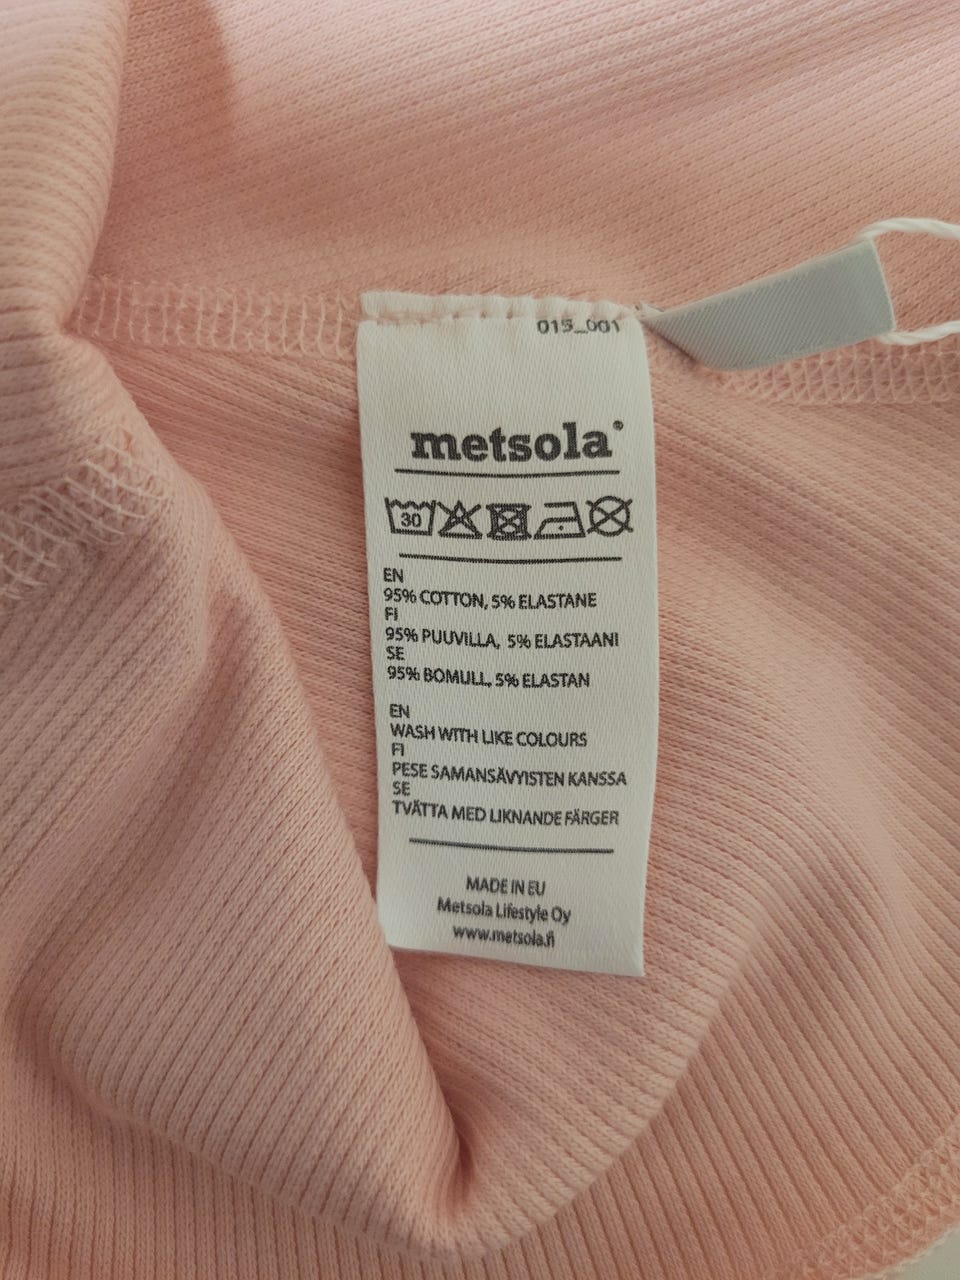 015_001
metsola®
30
EN
95% COTTON, 5% ELASTANE
FI
95% PUUVILLA, 5% ELASTAANI
SE
95% BOMULL, 5% ELASTAN
EN
WASH WITH LIKE COLOURS
FI
PESE SAMANSÄVYISTEN KANSSA
SE
TVÄTTA MED LIKNANDE FÄRGER
MADE IN EU
Metsola Lifestyle Oy
www.metsola.fi